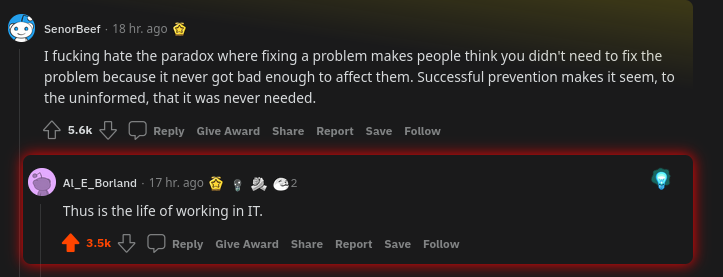 SenorBeef · 18 hr. ago
I fucking hate the paradox where fixing a problem makes people think you didn't need to fix the
problem because it never got bad enough to affect them. Successful prevention makes it seem, to
the uninformed, that it was never needed.
5.6k Reply Give Award Share Report Save Follow
Al_E_Borland · 17 hr. ago 2
Thus is the life of working in IT.
3.5k Reply Give Award Share Report Save Follow